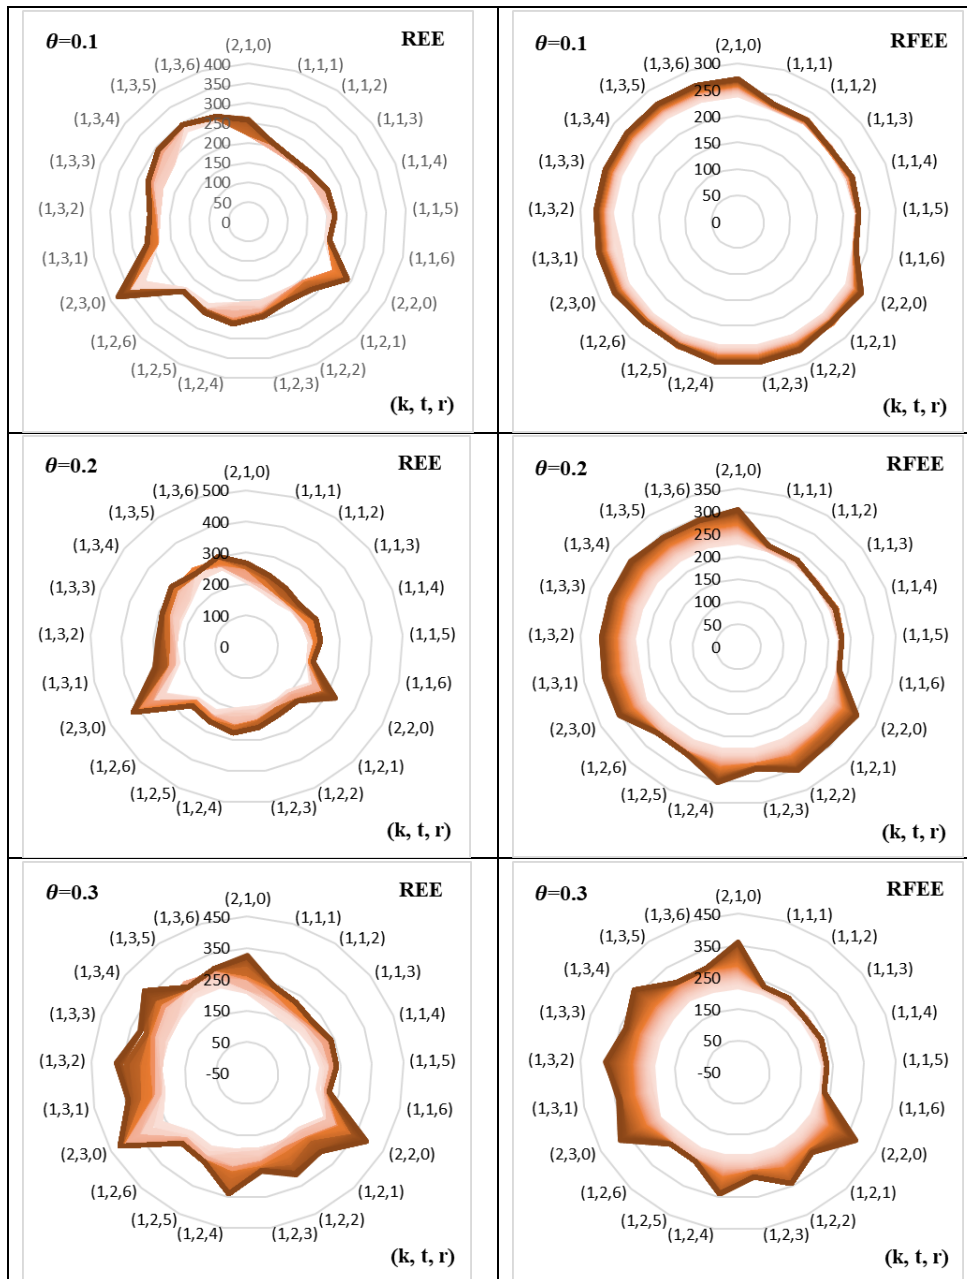 θ=0.1 REE
(2,1,0)
(1,3,6) 400 (1,1,1)
(1,3,5) 350 (1,1,2)
300
(1,3,4) 250 (1,1,3)
200
(1,3,3) 150 (1,1,4)
100
50
(1,3,2) 0 (1,1,5)
(1,3,1) (1,1,6)
(2,3,0) (2,2,0)
(1,2,6) (1,2,1)
(1,2,5) (1,2,2)
(1,2,4) (1,2,3)
(k, t, r)
θ=0.1 RFEE
(2,1,0)
(1,3,6) 300 (1,1,1)
(1,3,5) 250 (1,1,2)
200
(1,3,4) 150 (1,1,3)
(1,3,3) 100 (1,1,4)
50
(1,3,2) 0 (1,1,5)
(1,3,1) (1,1,6)
(2,3,0) (2,2,0)
(1,2,6) (1,2,1)
(1,2,5) (1,2,2)
(1,2,4) (1,2,3)
(k, t, r)
θ=0.2 REE
(2,1,0)
(1,3,6) 500 (1,1,1)
(1,3,5) 400 (1,1,2)
(1,3,4) 300 (1,1,3)
200
(1,3,3) 100 (1,1,4)
(1,3,2) 0 (1,1,5)
(1,3,1) (1,1,6)
(2,3,0) (2,2,0)
(1,2,6) (1,2,1)
(1,2,5) (1,2,2)
(1,2,4) (1,2,3)
(k, t, r)
θ=0.2 RFEE
(2,1,0)
(1,3,6) 350 (1,1,1)
(1,3,5) 300 (1,1,2)
250
(1,3,4) 200 (1,1,3)
150
(1,3,3) 100 (1,1,4)
50
(1,3,2) 0 (1,1,5)
(1,3,1) (1,1,6)
(2,3,0) (2,2,0)
(1,2,6) (1,2,1)
(1,2,5) (1,2,2)
(1,2,4) (1,2,3)
(k, t, r)
θ=0.3 REE
(2,1,0)
(1,3,6) 450 (1,1,1)
(1,3,5) 350 (1,1,2)
(1,3,4) 250 (1,1,3)
150
(1,3,3) 50 (1,1,4)
(1,3,2) -50 (1,1,5)
(1,3,1) (1,1,6)
(2,3,0) (2,2,0)
(1,2,6) (1,2,1)
(1,2,5) (1,2,2)
(1,2,4) (1,2,3)
(k, t, r)
θ=0.3 RFEE
(2,1,0)
(1,3,6) 450 (1,1,1)
(1,3,5) 350 (1,1,2)
(1,3,4) 250 (1,1,3)
150
(1,3,3) 50 (1,1,4)
(1,3,2) -50 (1,1,5)
(1,3,1) (1,1,6)
(2,3,0) (2,2,0)
(1,2,6) (1,2,1)
(1,2,5) (1,2,2)
(1,2,4) (1,2,3)
(k, t, r)